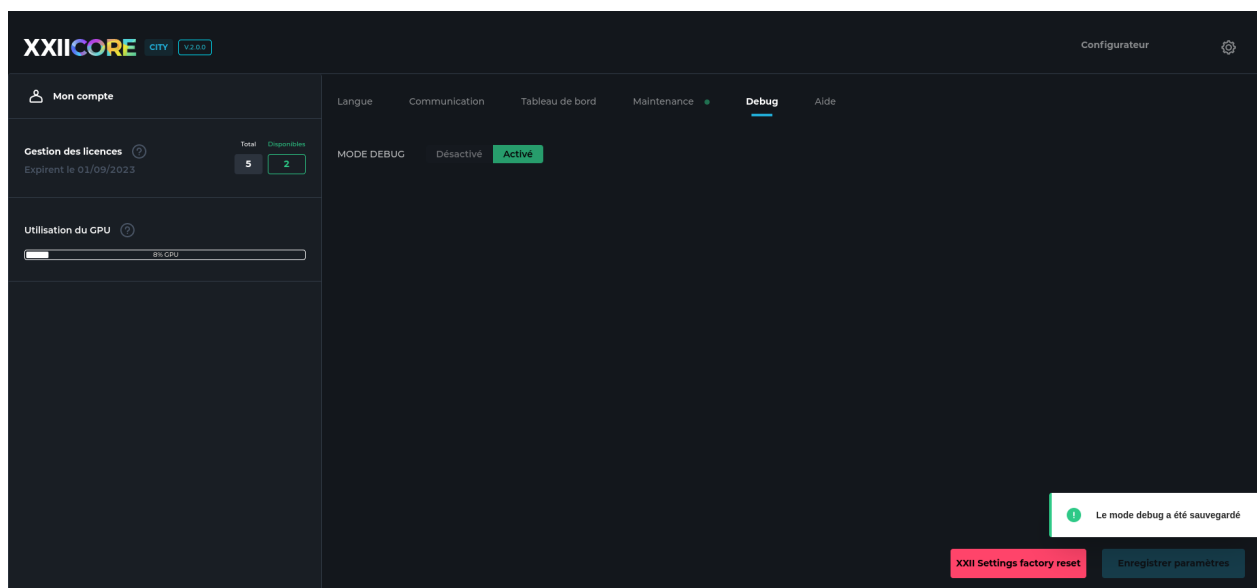 XXIICORE CITY V.2.0.0
Configurateur
Mon compte
Langue Communication Tableau de bord Maintenance Debug Aide
Gestion des licences ?
Expirent le 01/09/2023
Total Disponibles
5 2
MODE DEBUG Désactivé Activé
Utilisation du GPU ?
8% GPU
! Le mode debug a été sauvegardé
XXII Settings factory reset Enregistrer paramètres